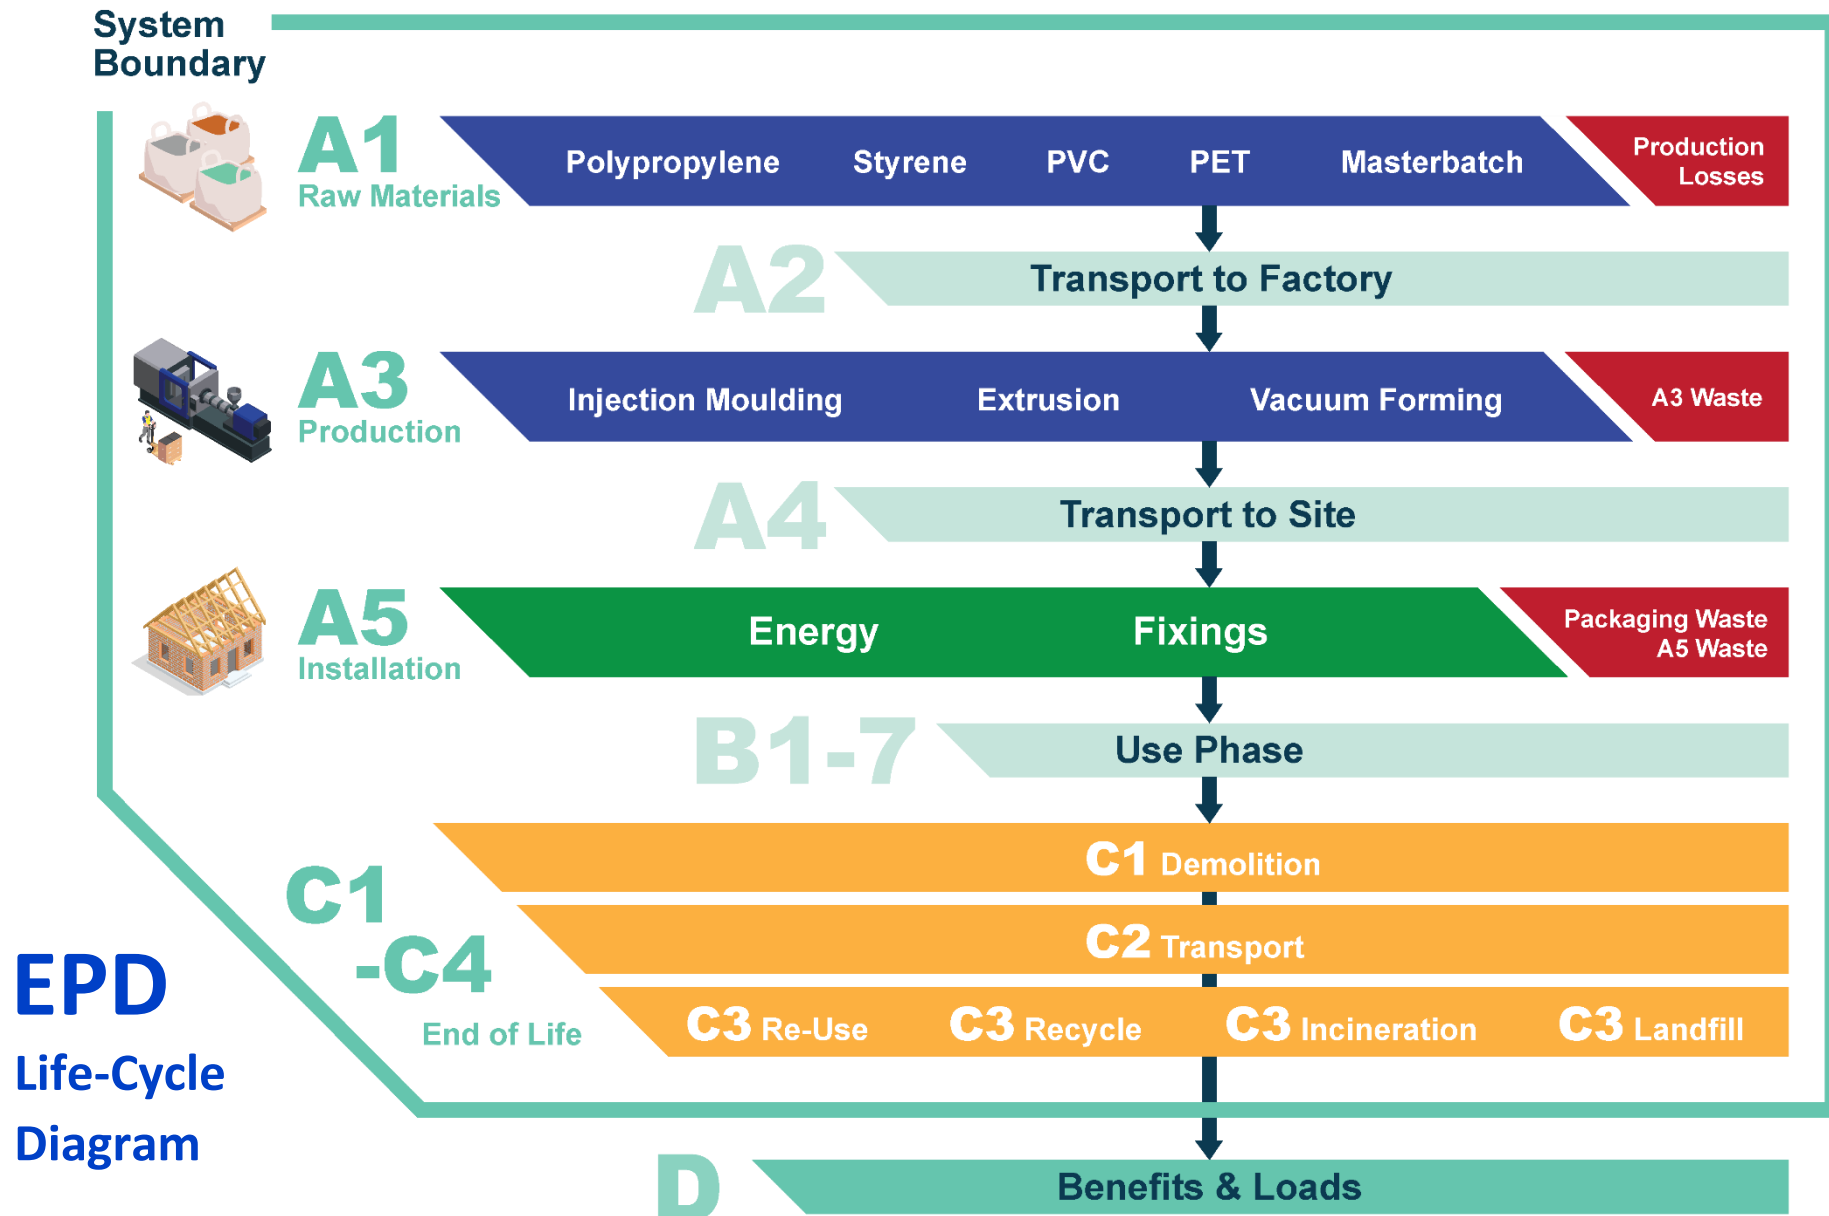 System
Boundary
A1
Raw Materials
Polypropylene Styrene PVC PET Masterbatch
Production
Losses
A2
Transport to Factory
A3
Production
Injection Moulding Extrusion Vacuum Forming
A3 Waste
A4
Transport to Site
A5
Installation
Energy Fixings
Packaging Waste
A5 Waste
B1-7
Use Phase
C1
-C4
End of Life
C1 Demolition
C2 Transport
C3 Re-Use C3 Recycle C3 Incineration C3 Landfill
EPD
Life-Cycle
Diagram
D
Benefits & Loads